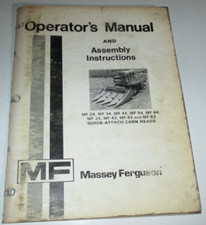 Operator's Manual
AND
Assembly
Instructions
MF 24, MF 34, MF 44, MF 54, MF 64
MF 33, MF 43, MF 63 and MF 83
QUICK-ATTACH CORN HEADS
MF
Massey Ferguson